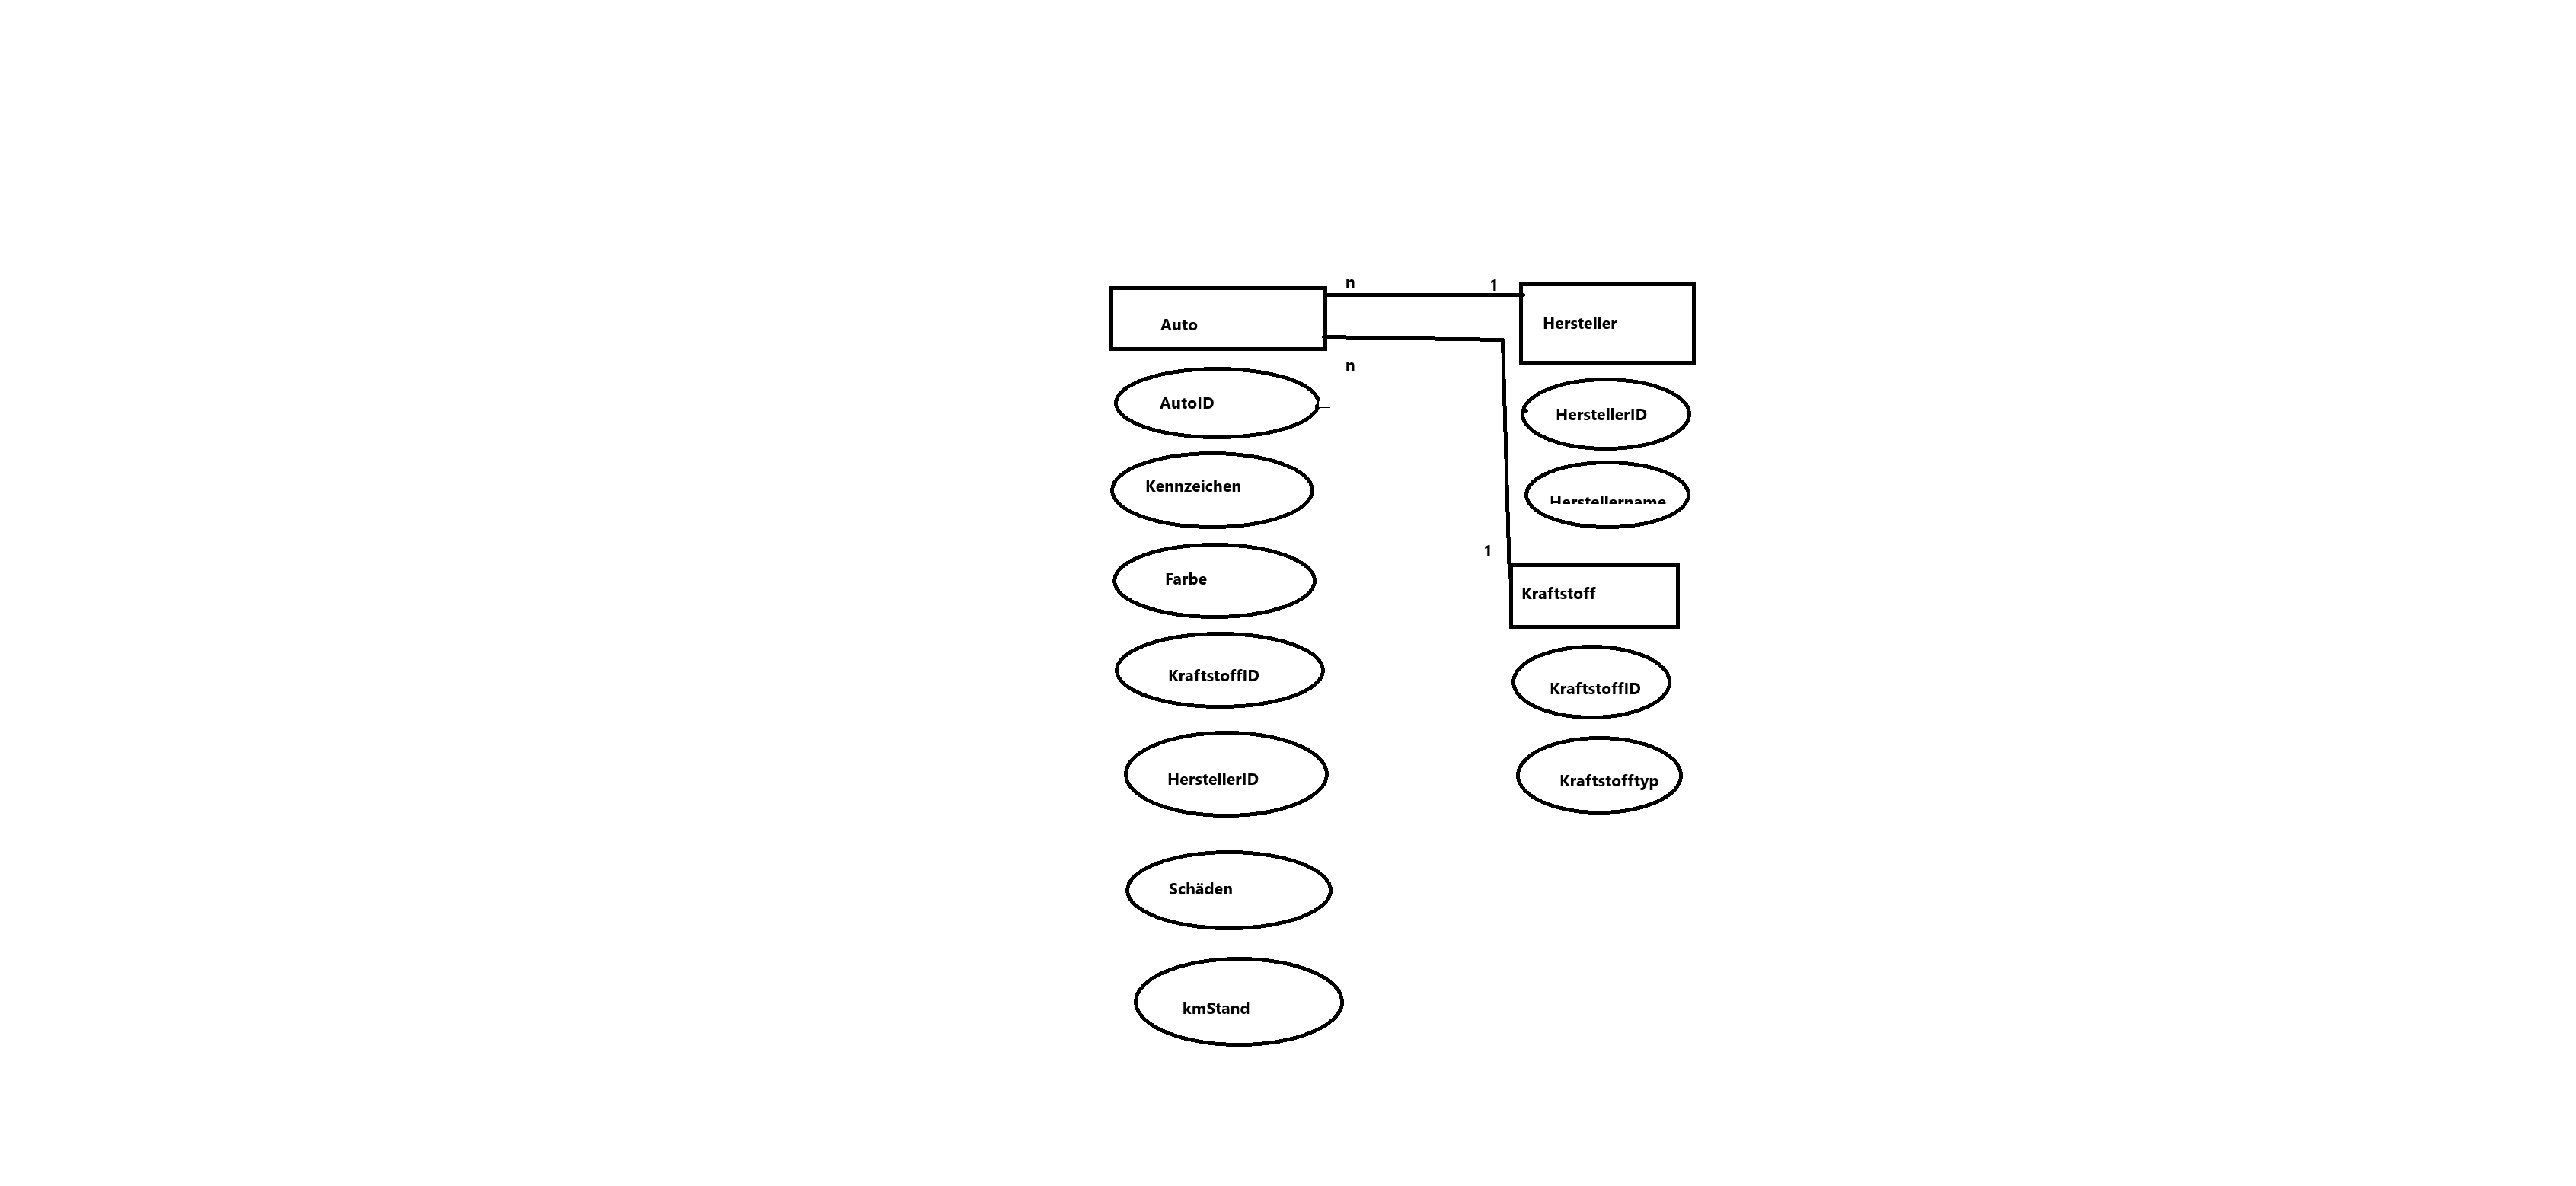 n
1
Auto
Hersteller
n
AutoID
HerstellerID
Kennzeichen
Herstellername
1
Farbe
Kraftstoff
KraftstoffID
KraftstoffID
HerstellerID
Kraftstofftyp
Schäden
kmStand